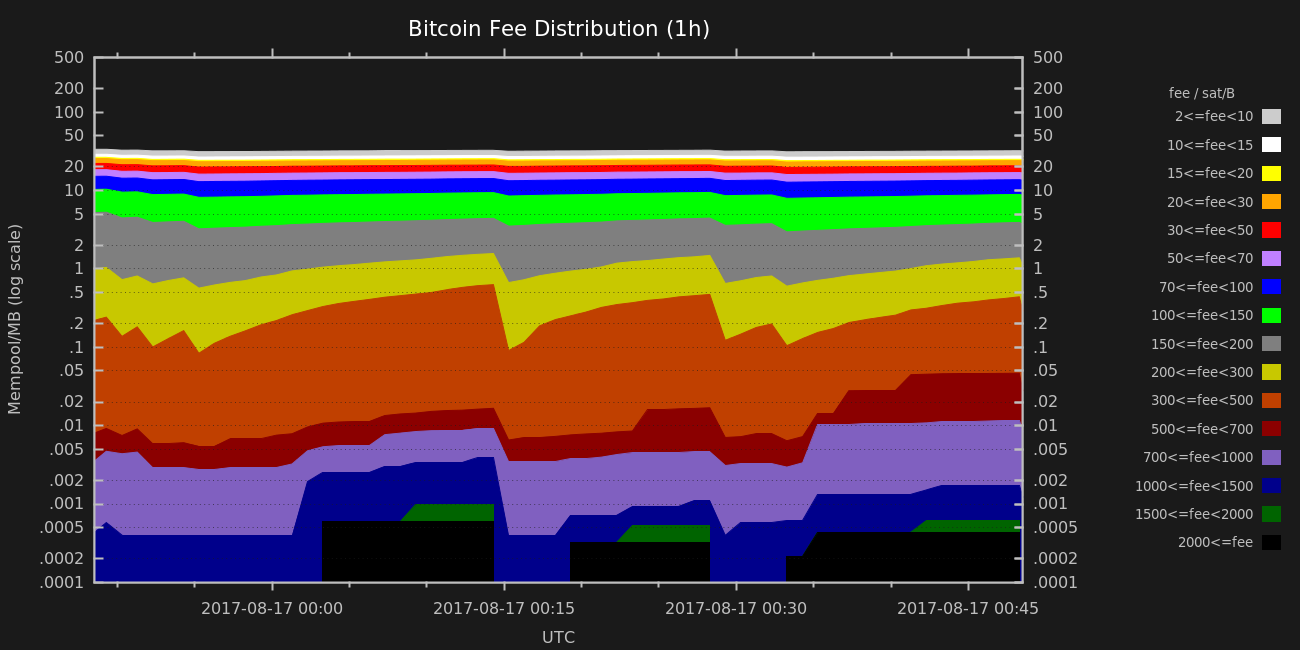 Bitcoin Fee Distribution (1h)
Mempool/MB (log scale)
500
200
100
50
20
10
5
2
1
.5
.2
.1
.05
.02
.01
.005
.002
.001
.0005
.0002
.0001
500
200
100
50
20
10
5
2
1
.5
.2
.1
.05
.02
.01
.005
.002
.001
.0005
.0002
.0001
2017-08-17 00:00
2017-08-17 00:15
2017-08-17 00:30
2017-08-17 00:45
UTC
fee / sat/B
2<=fee<10
10<=fee<15
15<=fee<20
20<=fee<30
30<=fee<50
50<=fee<70
70<=fee<100
100<=fee<150
150<=fee<200
200<=fee<300
300<=fee<500
500<=fee<700
700<=fee<1000
1000<=fee<1500
1500<=fee<2000
2000<=fee